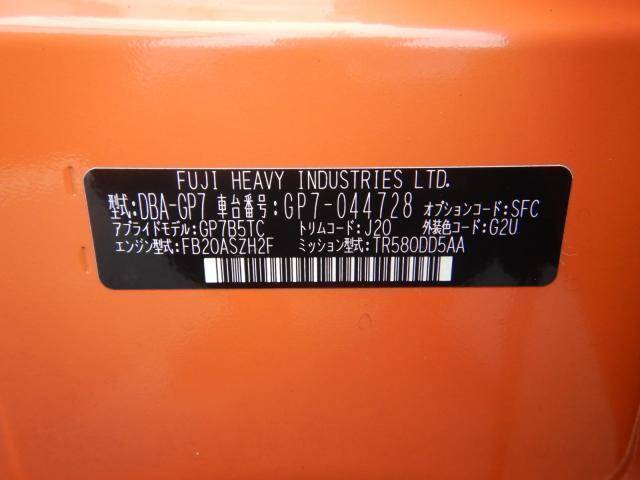 FUJI HEAVY INDUSTRIES LTD.
型式:DBA-GP7 車台番号:GP7-044728 オプションコード:SFC
アプライドモデル:GP7B5TC トリムコード:J20 外装色コード:G2U
エンジン型式:FB20ASZH2F ミッション型式:TR580DD5AA